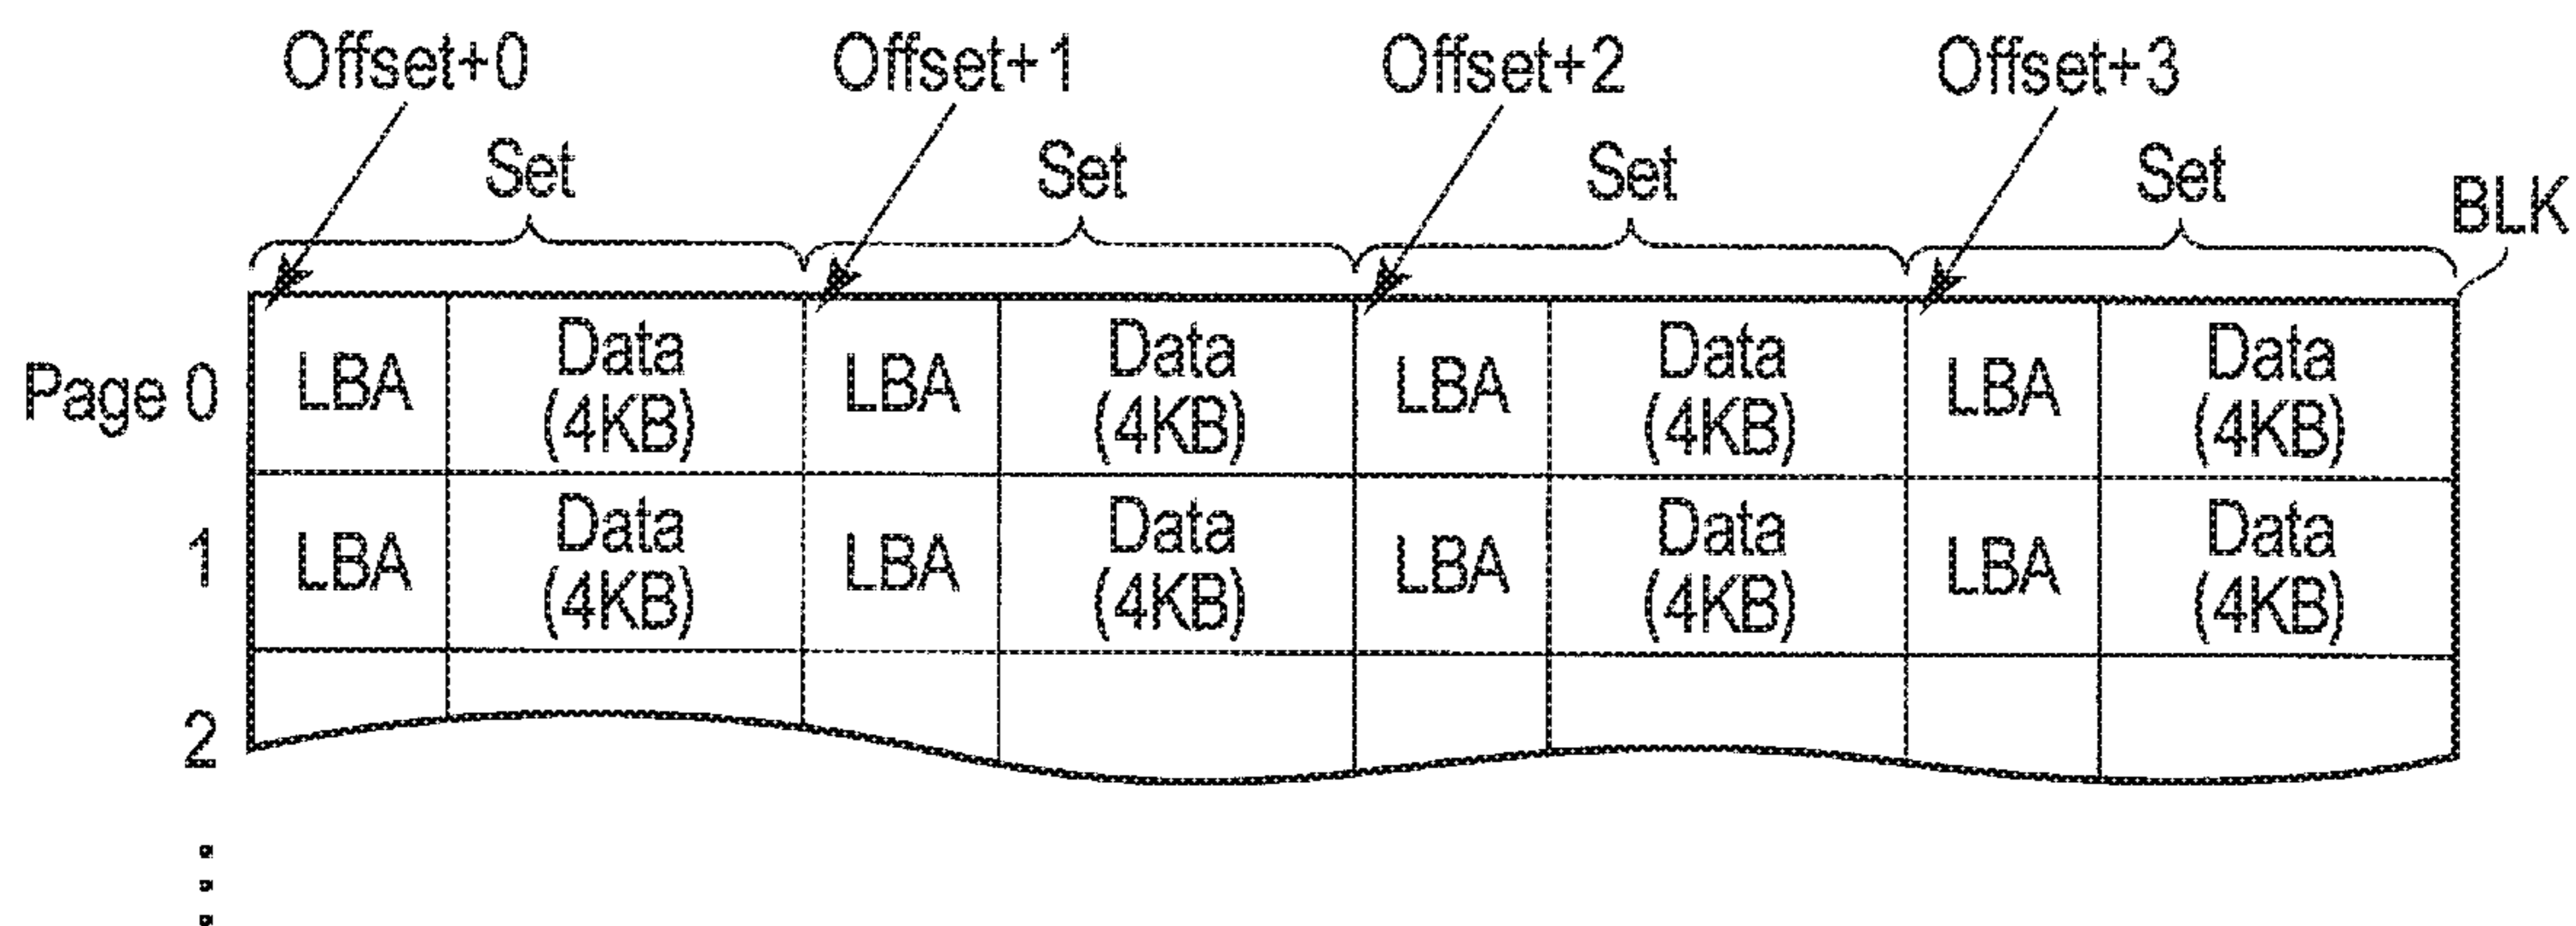 Offset+0 Offset+1 Offset+2 Offset+3
Set Set Set Set BLK
Page 0 LBA Data (4KB) LBA Data (4KB) LBA Data (4KB) LBA Data (4KB)
1 LBA Data (4KB) LBA Data (4KB) LBA Data (4KB) LBA Data (4KB)
2